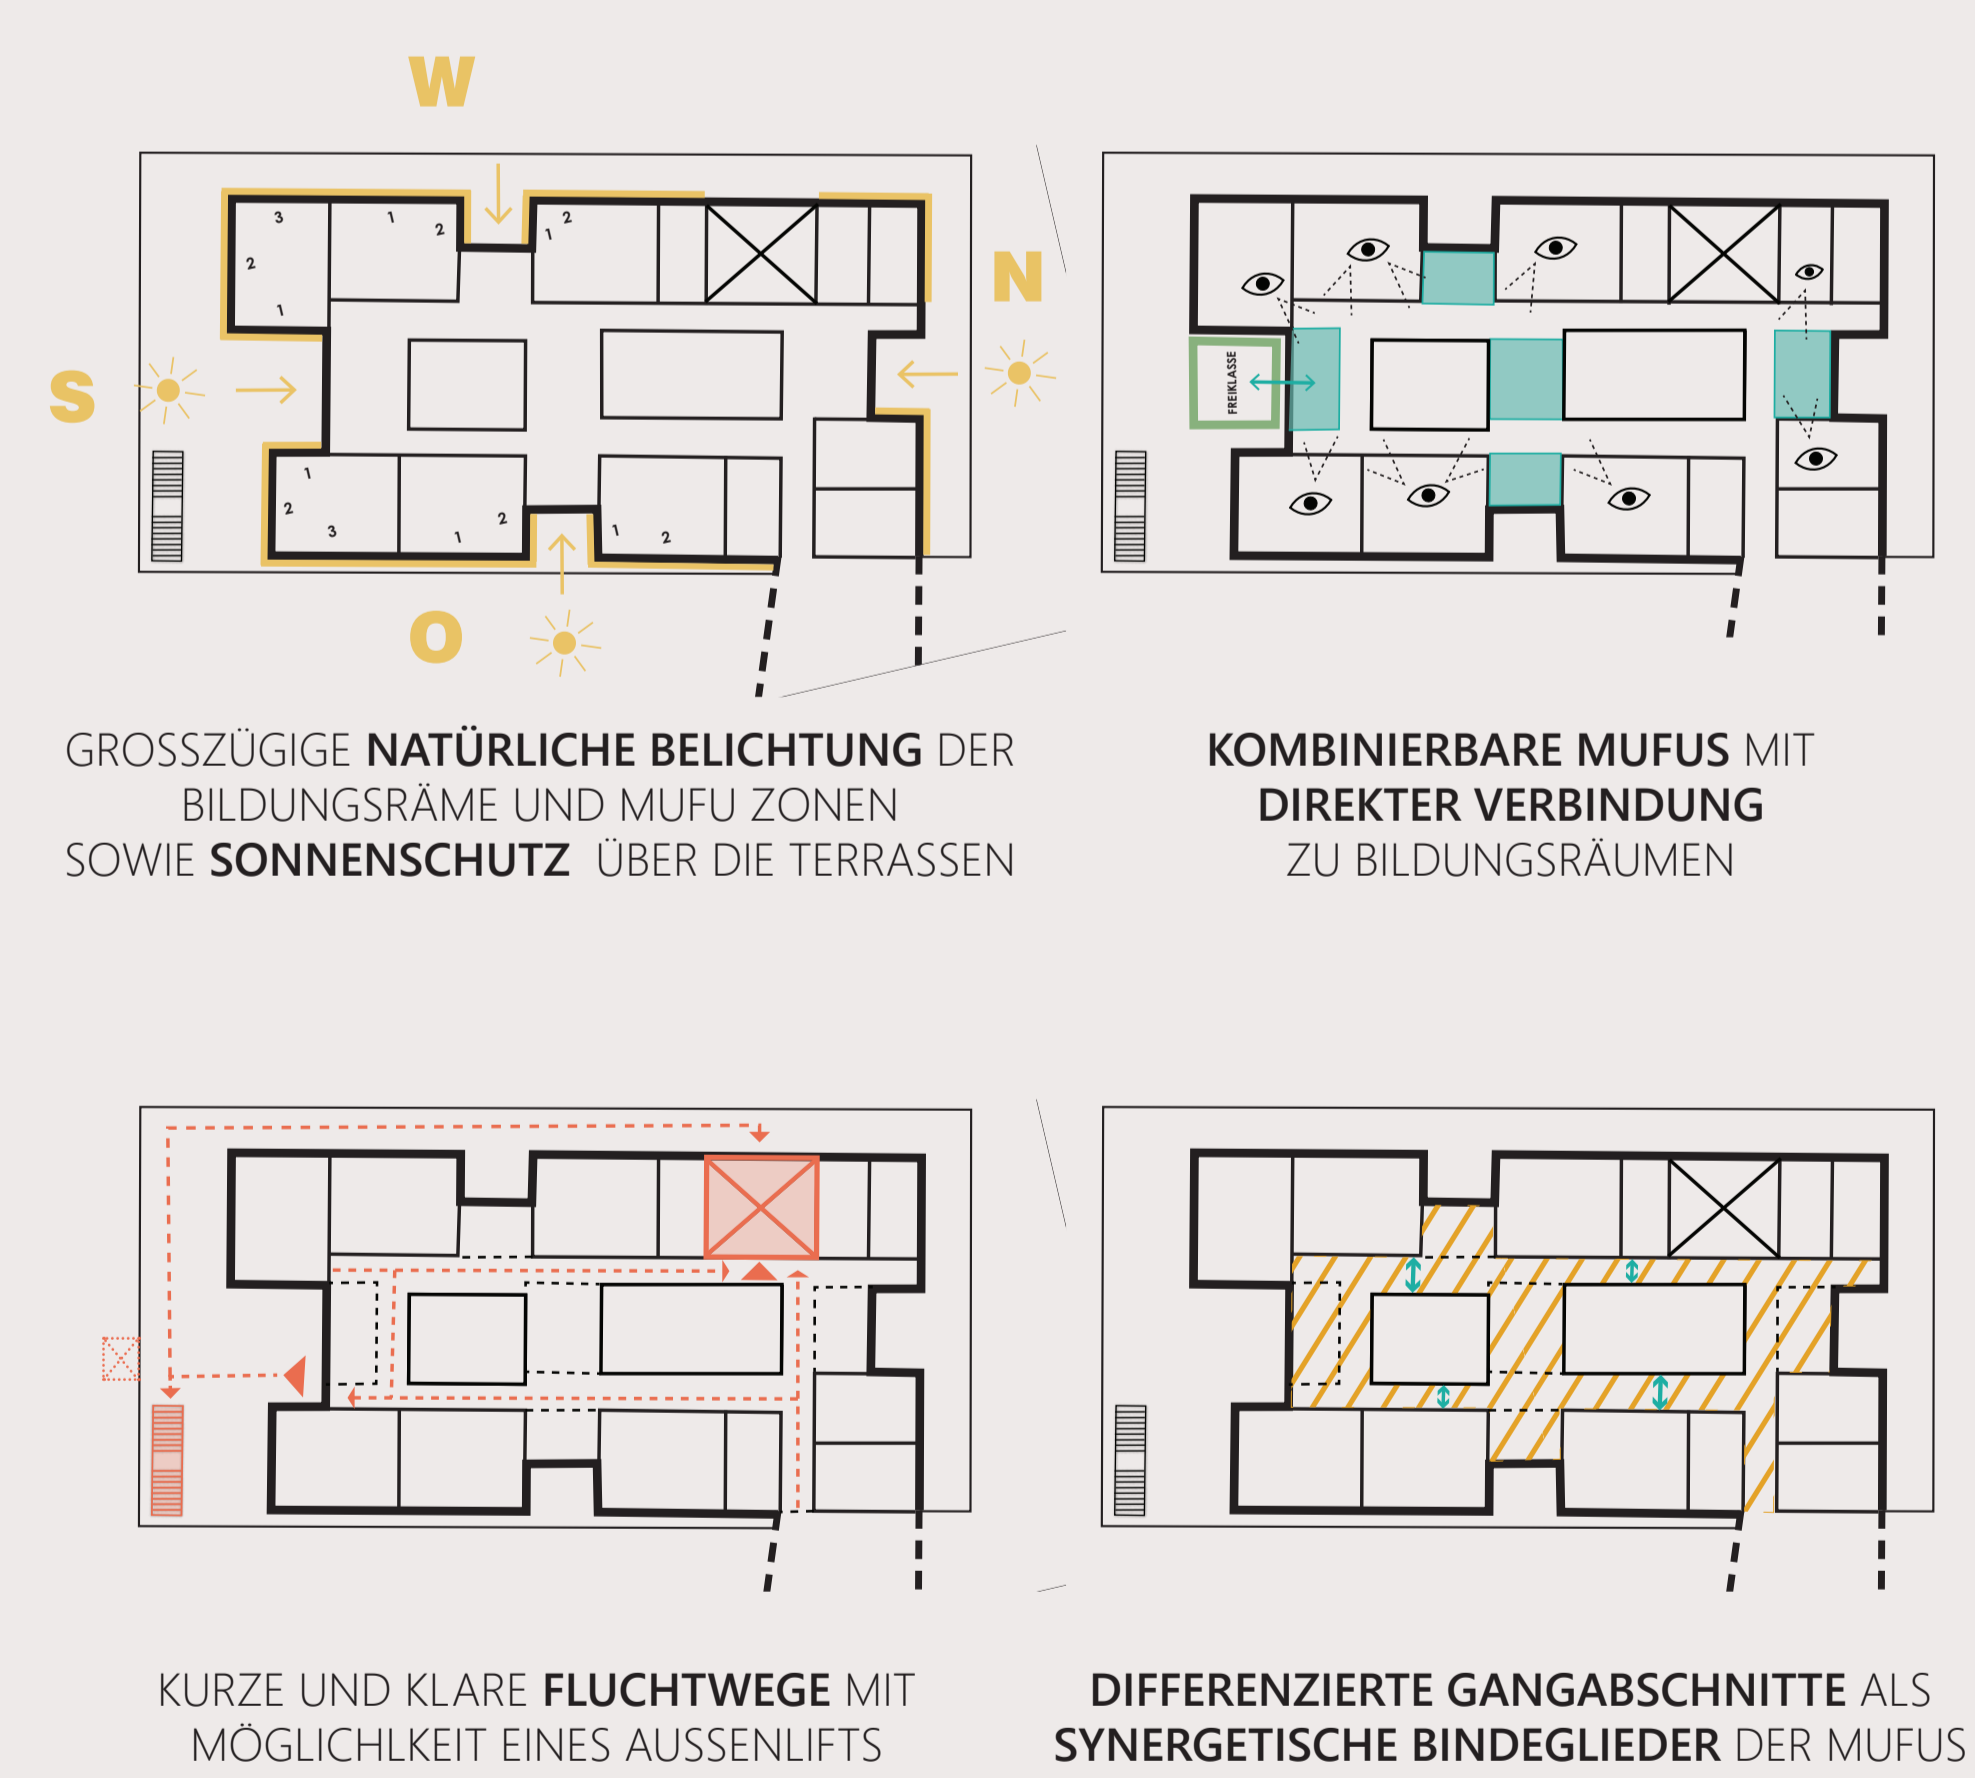 W
3
1
2
2
1
2
1
N
S
1
2
3
1
2
1
2
O
FREIKLASSE
GROSSZÜGIGE NATÜRLICHE BELICHTUNG DER
BILDUNGSRÄME UND MUFU ZONEN
SOWIE SONNENSCHUTZ ÜBER DIE TERRASSEN
KOMBINIERBARE MUFUS MIT
DIREKTER VERBINDUNG
ZU BILDUNGSRÄUMEN
KURZE UND KLARE FLUCHTWEGE MIT
MÖGLICHLKEIT EINES AUSSENLIFTS
DIFFERENZIERTE GANGABSCHNITTE ALS
SYNERGETISCHE BINDEGLIEDER DER MUFUS